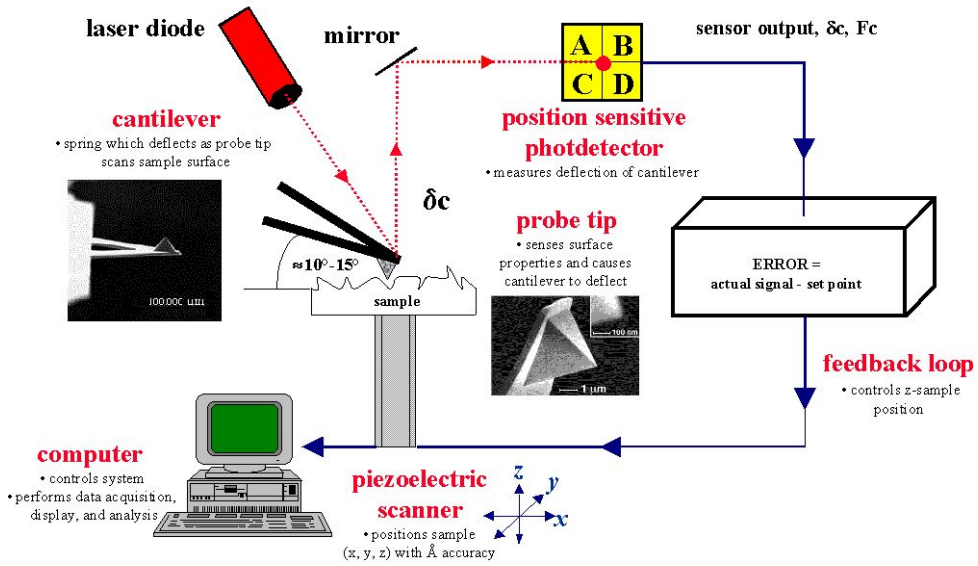 laser diode
mirror
A B
C D
sensor output, δc, Fc
cantilever
• spring which deflects as probe tip
scans sample surface
100.000 µm
δc
≈10°-15°
sample
position sensitive
photdetector
• measures deflection of cantilever
probe tip
• senses surface
properties and causes
cantilever to deflect
100 nm
1 µm
ERROR =
actual signal - set point
feedback loop
• controls z-sample
position
computer
• controls system
• performs data acquisition,
display, and analysis
piezoelectric
scanner
• positions sample
(x, y, z) with Å accuracy
z
y
x